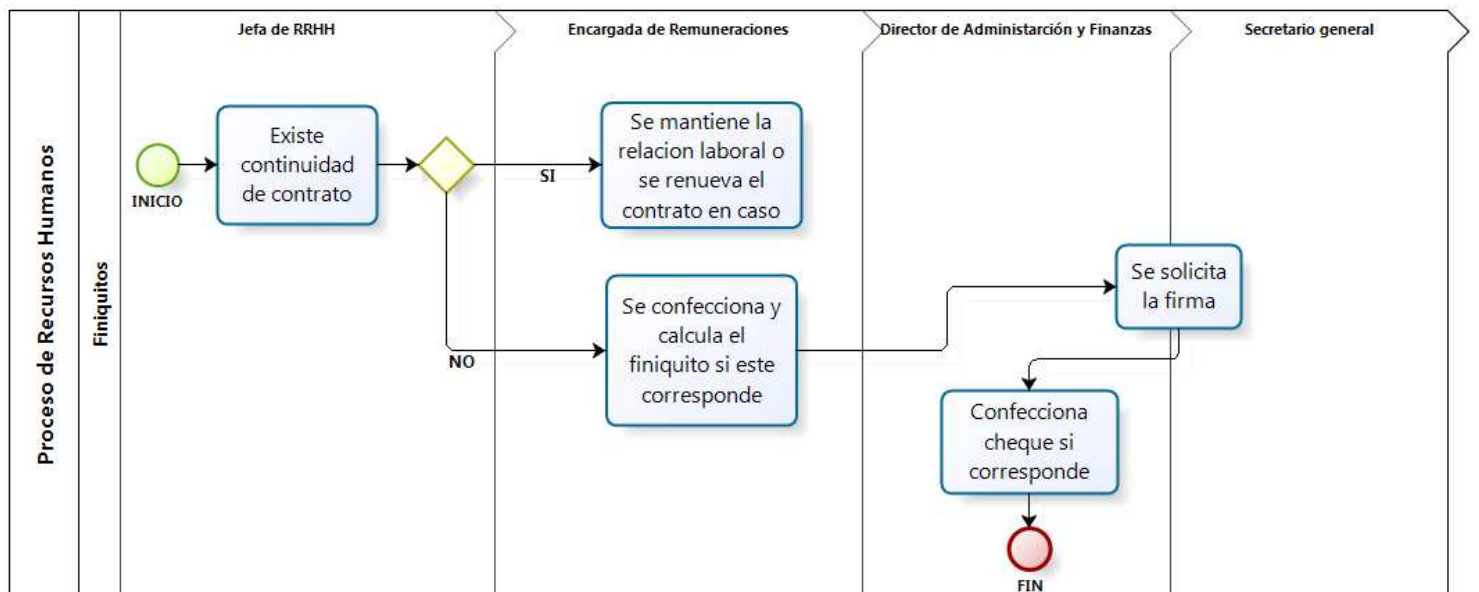 Proceso de Recursos Humanos
Finiquitos
Jefa de RRHH
Encargada de Remuneraciones
Director de Administarción y Finanzas
Secretario general
INICIO
Existe
continuidad
de contrato
SI
NO
Se mantiene la
relacion laboral o
se renueva el
contrato en caso
Se confecciona y
calcula el
finiquito si este
corresponde
Se solicita
la firma
Confecciona
cheque si
corresponde
FIN